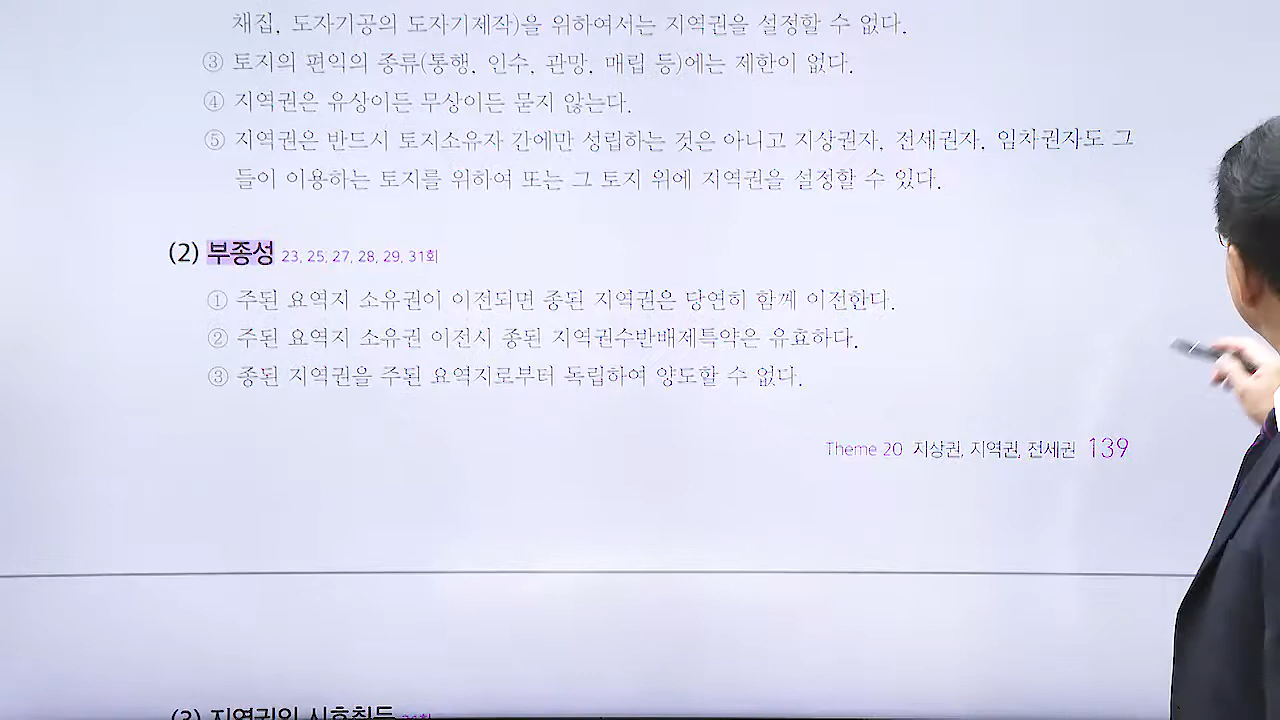 채집, 도자기공의 도자기제작)을 위하여서는 지역권을 설정할 수 없다.
③ 토지의 편익의 종류(통행, 인수, 관망, 매립 등)에는 제한이 없다.
④ 지역권은 유상이든 무상이든 묻지 않는다.
⑤ 지역권은 반드시 토지소유자 간에만 성립하는 것은 아니고 지상권자, 전세권자, 임차권자도 그
들이 이용하는 토지를 위하여 또는 그 토지 위에 지역권을 설정할 수 있다.
(2) 부종성 23, 25, 27, 28, 29, 31회
① 주된 요역지 소유권이 이전되면 종된 지역권은 당연히 함께 이전한다.
② 주된 요역지 소유권 이전시 종된 지역권수반배제특약은 유효하다.
③ 종된 지역권을 주된 요역지로부터 독립하여 양도할 수 없다.
Theme 20 지상권, 지역권, 전세권 139
(3) 지역권의 시효취득